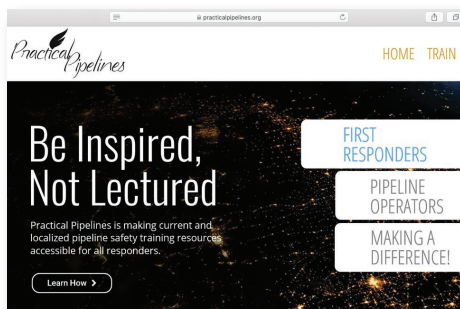 practicalpipelines.org
Practical
Pipelines
HOME TRAIN
Be Inspired,
Not Lectured
Practical Pipelines is making current and
localized pipeline safety training resources
accessible for all responders.
Learn How
FIRST
RESPONDERS
PIPELINE
OPERATORS
MAKING A
DIFFERENCE!